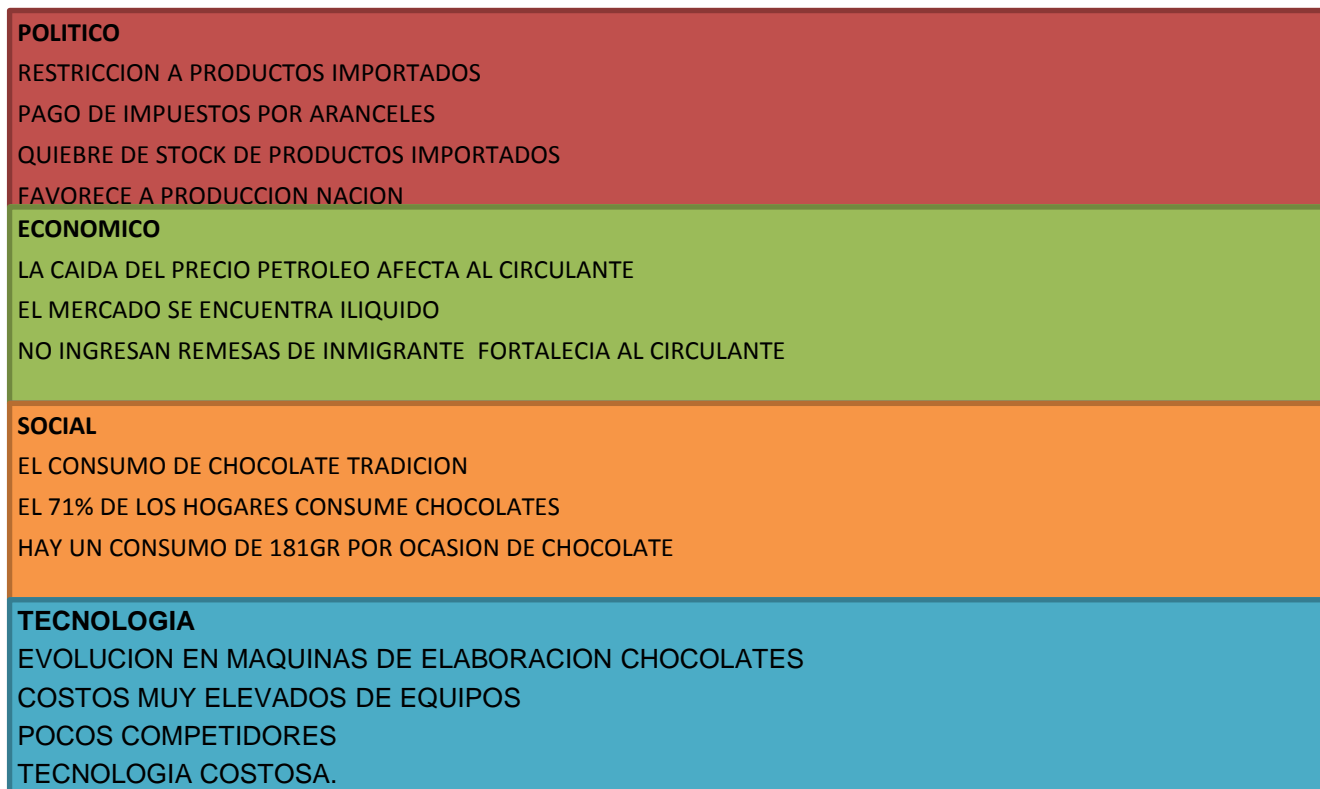 POLITICO
RESTRICCION A PRODUCTOS IMPORTADOS
PAGO DE IMPUESTOS POR ARANCELES
QUIEBRE DE STOCK DE PRODUCTOS IMPORTADOS
FAVORECE A PRODUCCION NACION
ECONOMICO
LA CAIDA DEL PRECIO PETROLEO AFECTA AL CIRCULANTE
EL MERCADO SE ENCUENTRA ILIQUIDO
NO INGRESAN REMESAS DE INMIGRANTE FORTALECIA AL CIRCULANTE
SOCIAL
EL CONSUMO DE CHOCOLATE TRADICION
EL 71% DE LOS HOGARES CONSUME CHOCOLATES
HAY UN CONSUMO DE 181GR POR OCASION DE CHOCOLATE
TECNOLOGIA
EVOLUCION EN MAQUINAS DE ELABORACION CHOCOLATES
COSTOS MUY ELEVADOS DE EQUIPOS
POCOS COMPETIDORES
TECNOLOGIA COSTOSA.